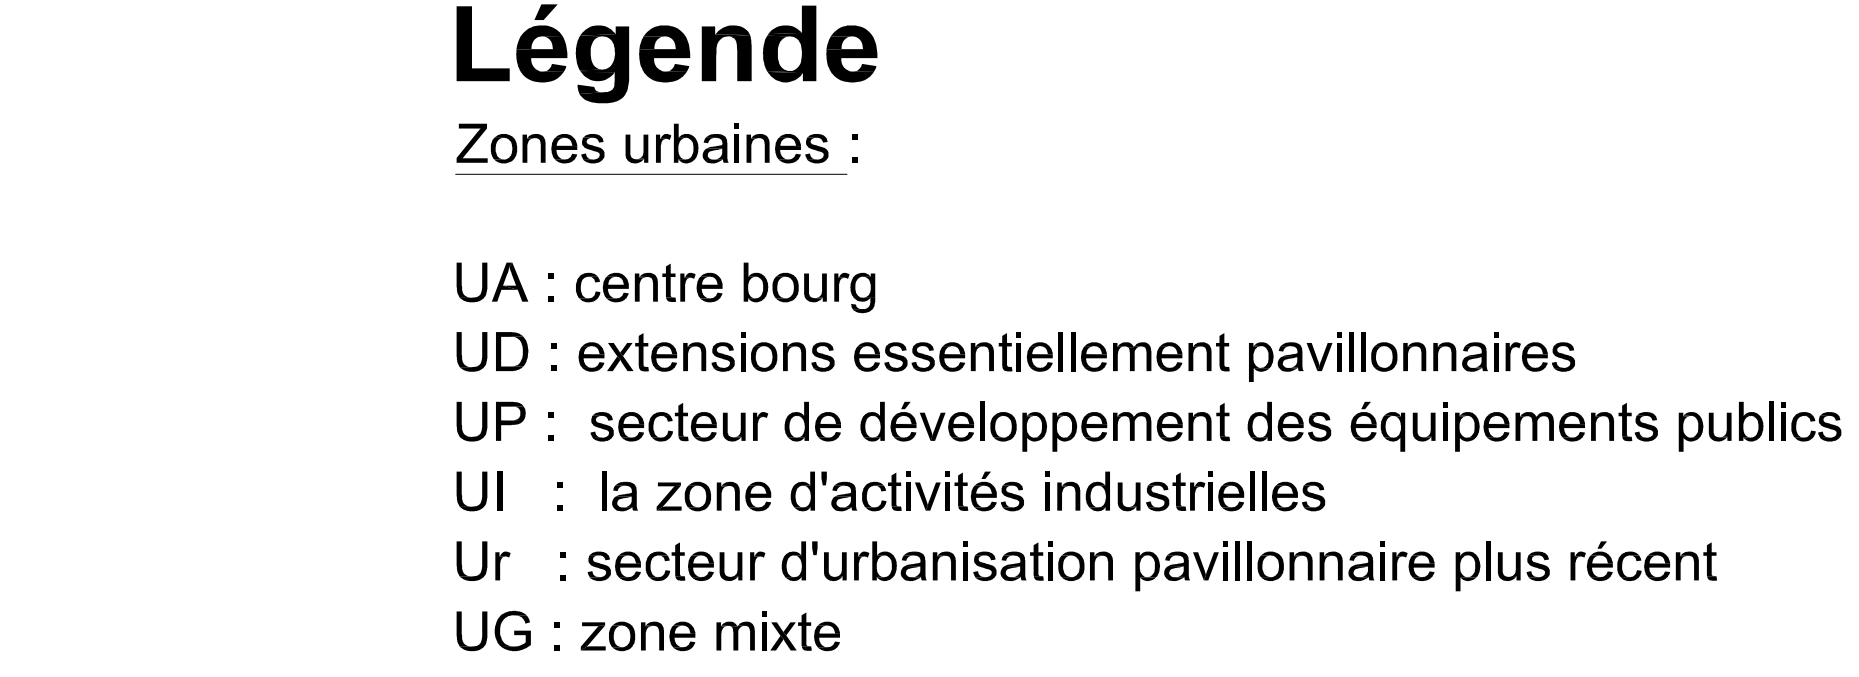 Légende
Zones urbaines :
UA : centre bourg
UD : extensions essentiellement pavillonnaires
UP :  secteur de développement des équipements publics
UI   :  la zone d'activités industrielles
Ur   : secteur d'urbanisation pavillonnaire plus récent
UG : zone mixte